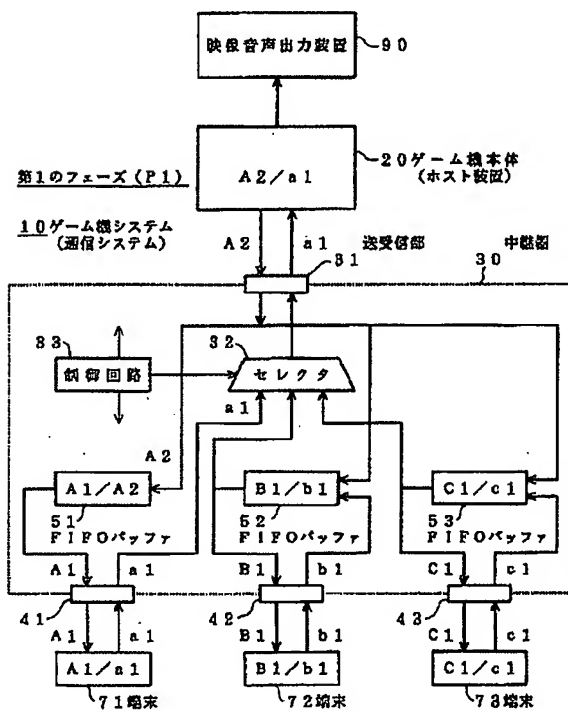 映像音声出力装置
90
第1のフェーズ(P1)
A2/a1
20ゲーム機本体
(ホスト装置)
10ゲーム機システム
(通信システム)
A2
a1
送受信部
31
中継器
30
33
32
制御回路
セレクタ
a1
A2
A1/A2
B1/b1
C1/c1
51
52
53
FIFOバッファ
FIFOバッファ
FIFOバッファ
A1
a1
B1
b1
C1
c1
41
42
43
A1
a1
B1
b1
C1
c1
A1/a1
B1/b1
C1/c1
71端末
72端末
73端末